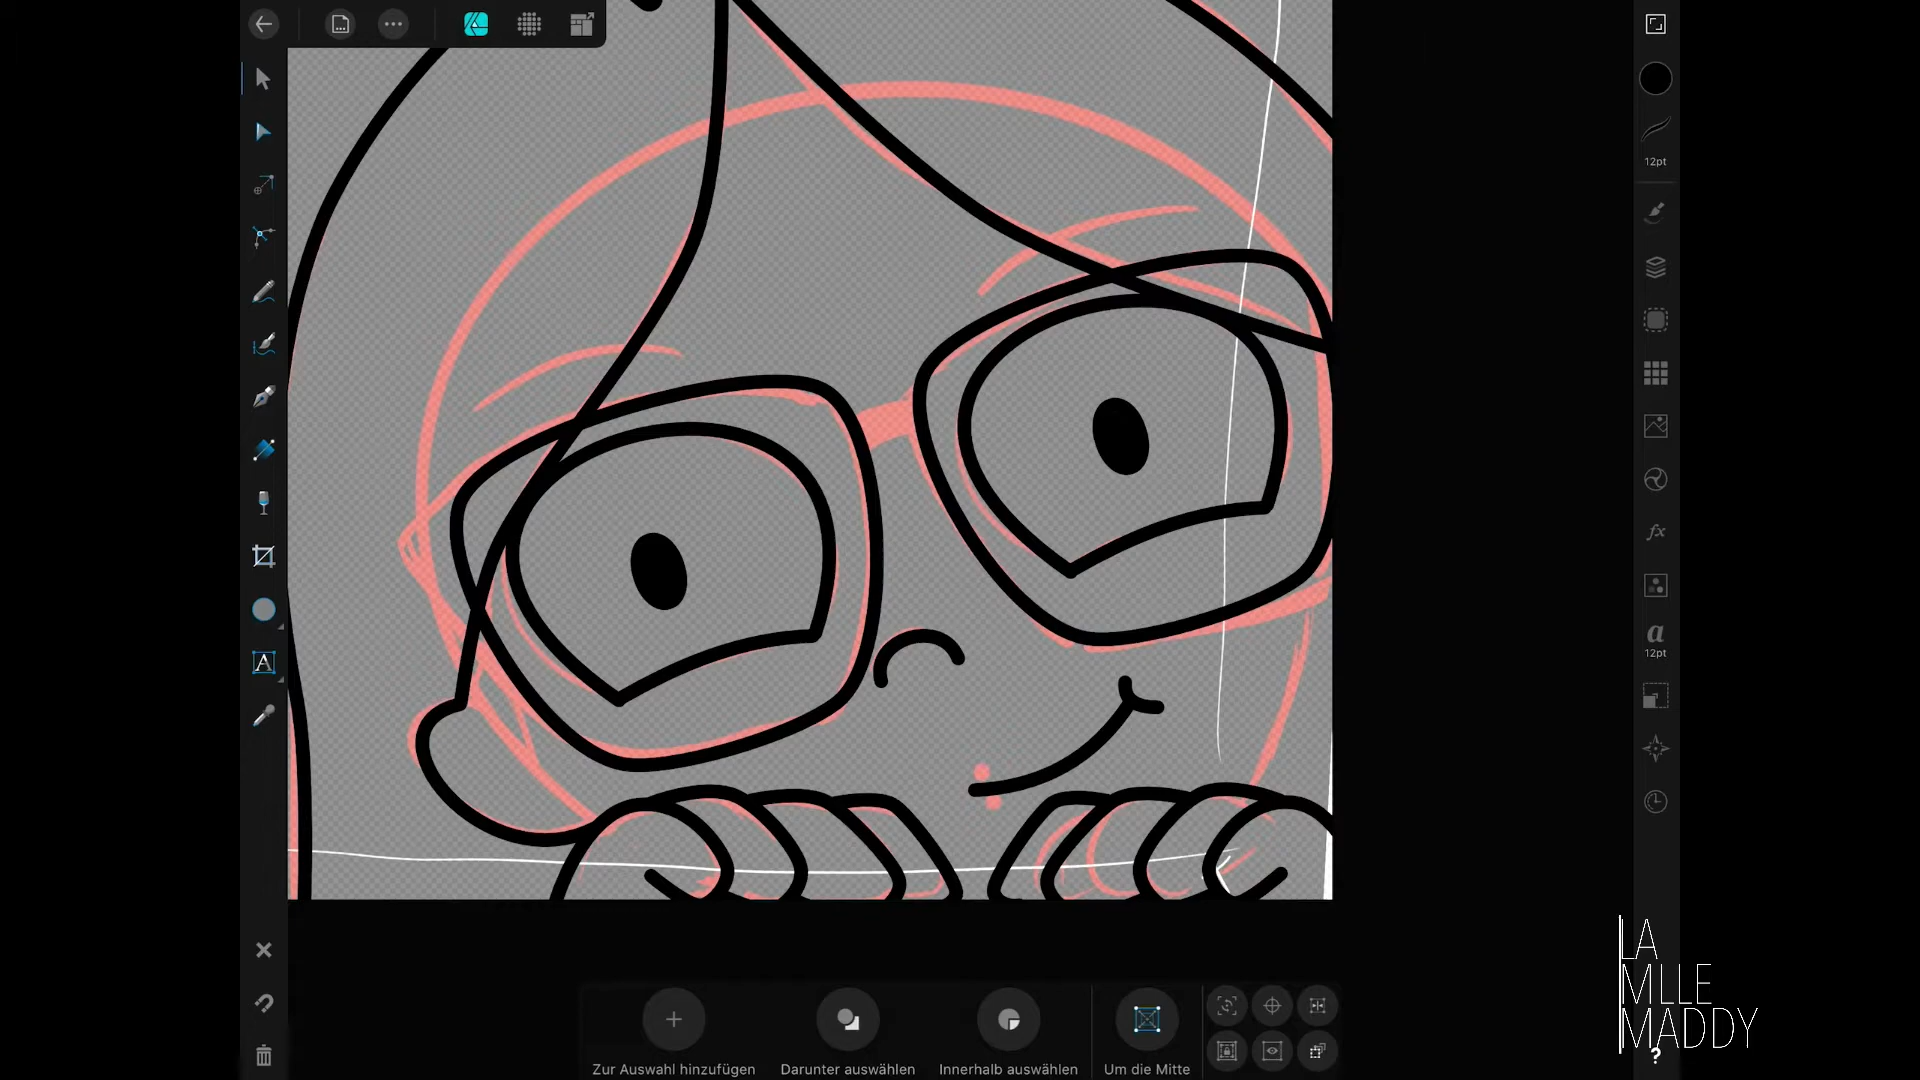 12pt
A
a
12pt
Zur Auswahl hinzufügen
Darunter auswählen
Innerhalb auswählen
Um die Mitte
LA
MLLE
MADDY
?